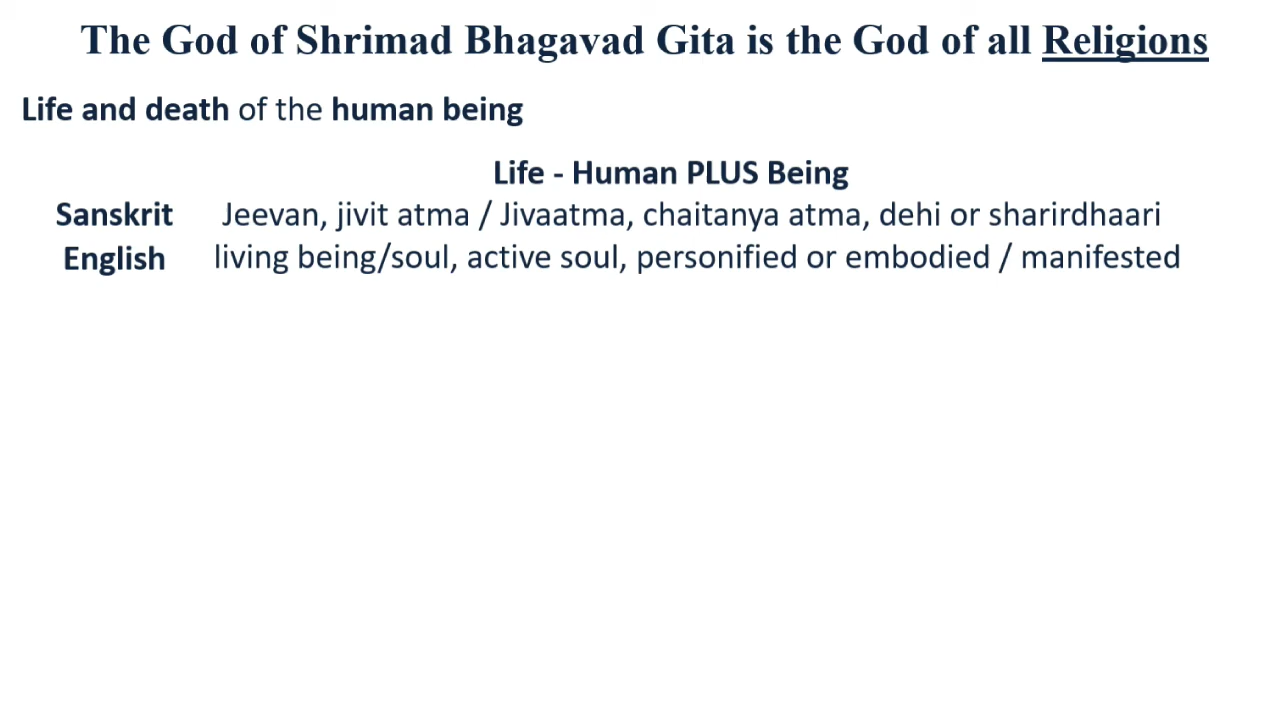 The God of Shrimad Bhagavad Gita is the God of all Religions
Life and death of the human being
Life - Human PLUS Being
Sanskrit Jeevan, jivit atma / Jivaatma, chaitanya atma, dehi or sharirdhaari
English living being/soul, active soul, personified or embodied / manifested